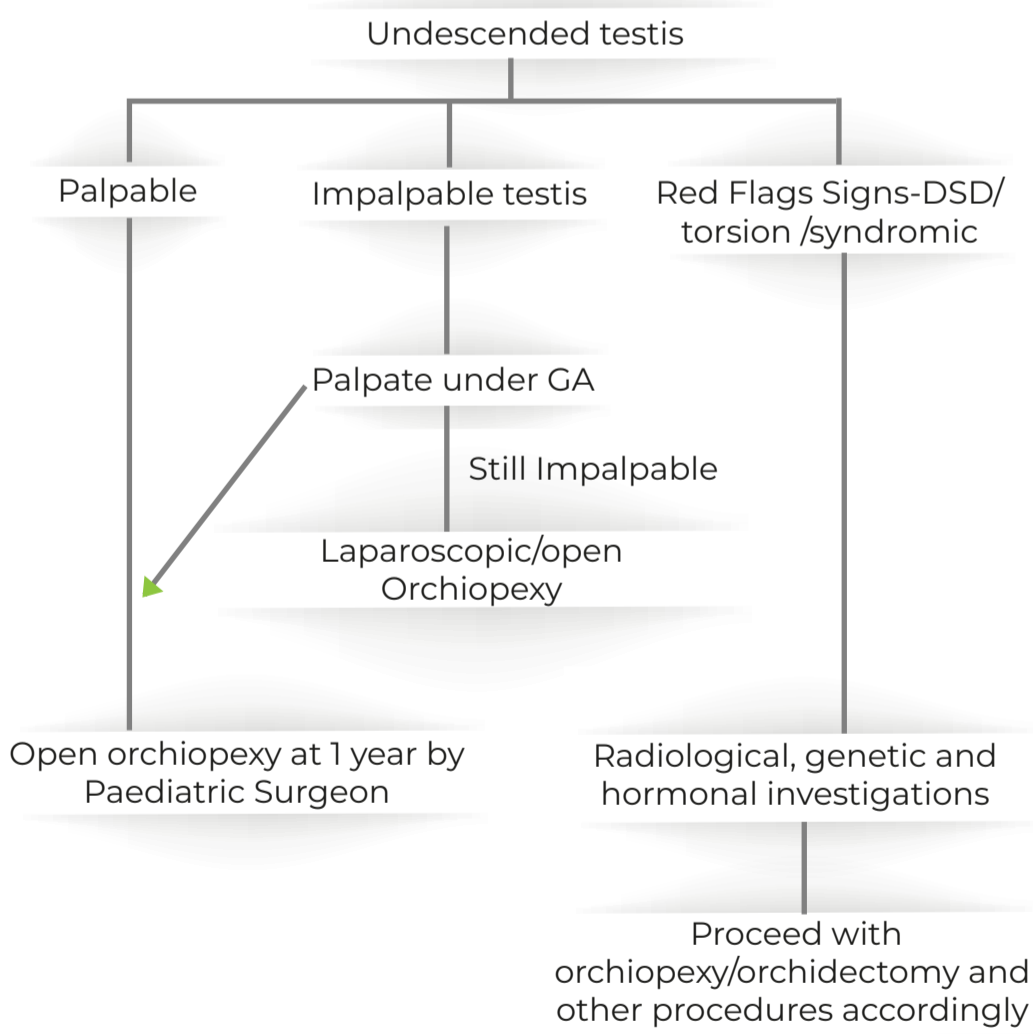 Undescended testis
Palpable
Impalpable testis
Red Flags Signs-DSD/
torsion /syndromic
Palpate under GA
Still Impalpable
Laparoscopic/open
Orchiopexy
Open orchiopexy at 1 year by
Paediatric Surgeon
Radiological, genetic and
hormonal investigations
Proceed with
orchiopexy/orchidectomy and
other procedures accordingly